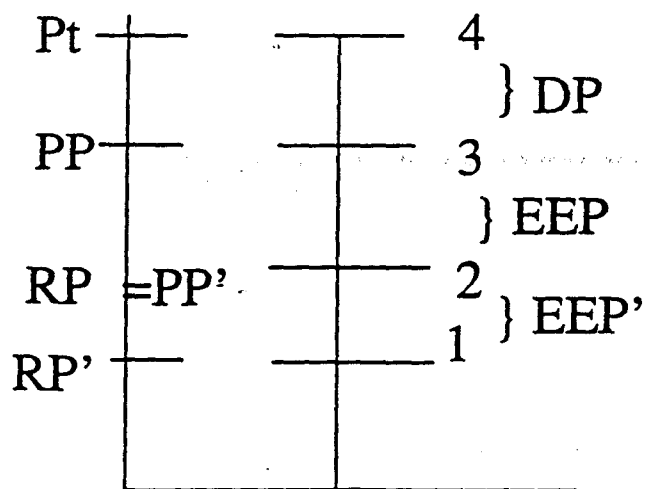 Pt 4
} DP
PP 3
} EEP
RP =PP' 2
} EEP'
1
RP'